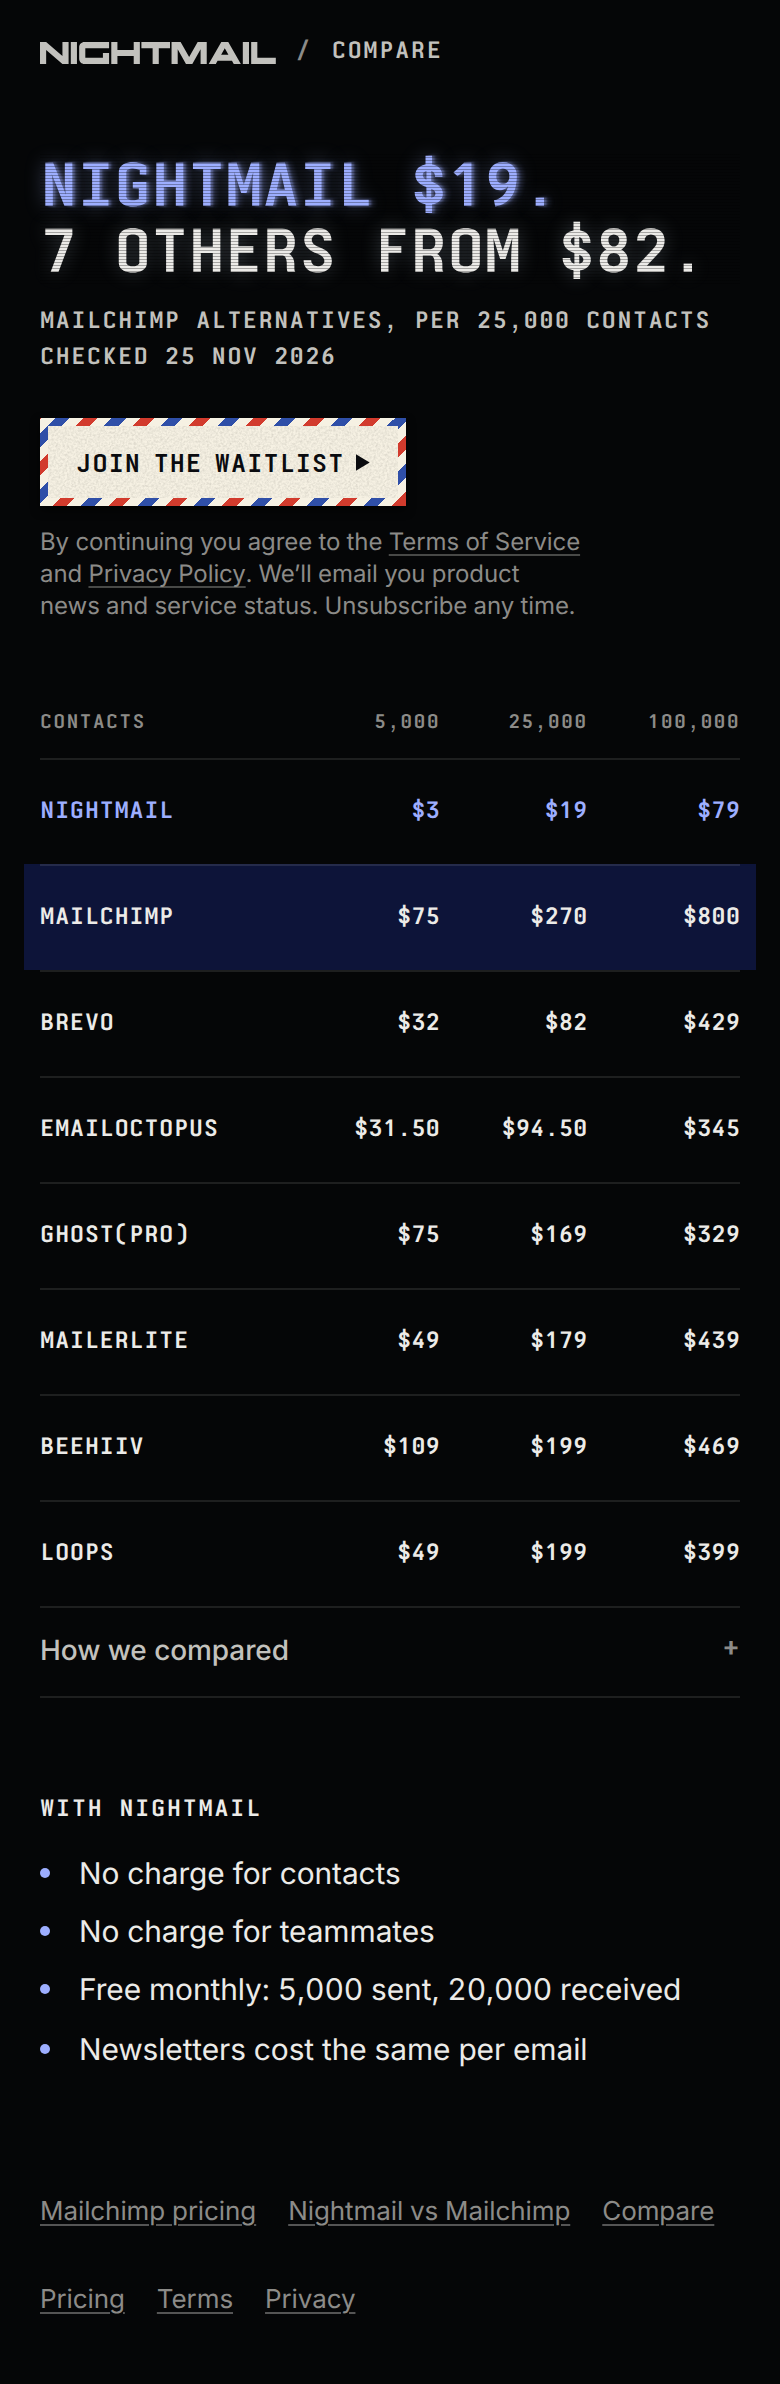 NIGHTMAIL / COMPARE
NIGHTMAIL $19.
7 OTHERS FROM $82.
MAILCHIMP ALTERNATIVES, PER 25,000 CONTACTS
CHECKED 25 NOV 2026
JOIN THE WAITLIST ▶
By continuing you agree to the Terms of Service
and Privacy Policy. We’ll email you product
news and service status. Unsubscribe any time.
CONTACTS 5,000 25,000 100,000
NIGHTMAIL $3 $19 $79
MAILCHIMP $75 $270 $800
BREVO $32 $82 $429
EMAILOCTOPUS $31.50 $94.50 $345
GHOST(PRO) $75 $169 $329
MAILERLITE $49 $179 $439
BEEHIIV $109 $199 $469
LOOPS $49 $199 $399
How we compared +
WITH NIGHTMAIL
• No charge for contacts
• No charge for teammates
• Free monthly: 5,000 sent, 20,000 received
• Newsletters cost the same per email
Mailchimp pricing Nightmail vs Mailchimp Compare
Pricing Terms Privacy